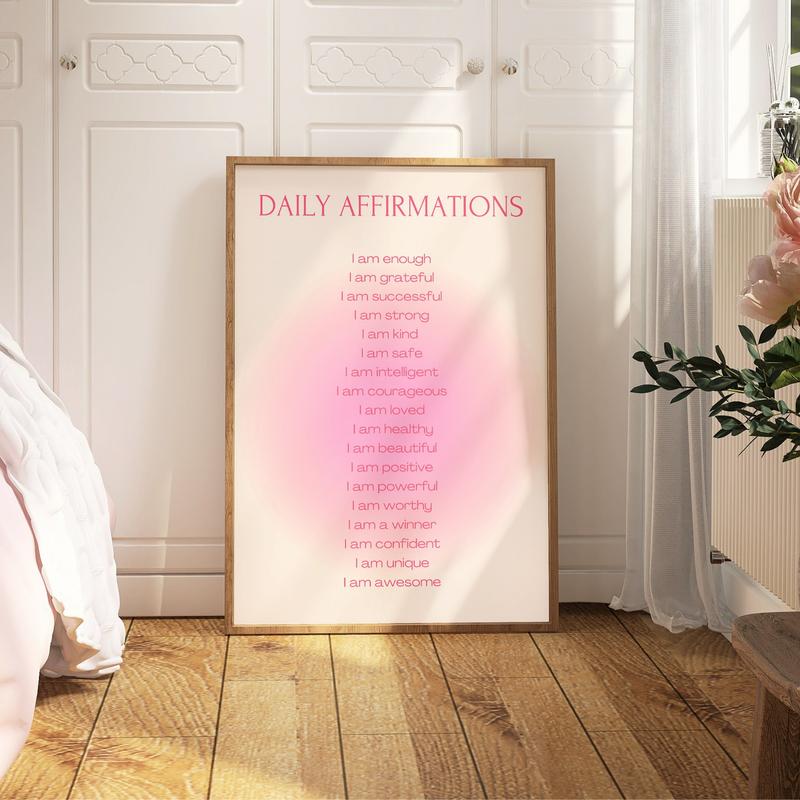 DAILY AFFIRMATIONS
I am enough
I am grateful
I am successful
I am strong
I am kind
I am safe
I am intelligent
I am courageous
I am loved
I am healthy
I am beautiful
I am positive
I am powerful
I am worthy
I am a winner
I am confident
I am unique
I am awesome